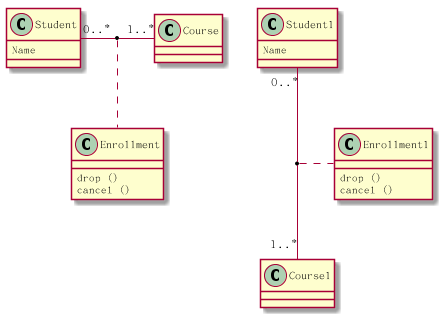 C Student
Name
0..* 1..*
C Course
C Enrollment
drop ()
cancel ()
C Student1
Name
0..*
C Enrollment1
drop ()
cancel ()
1..*
C Course1